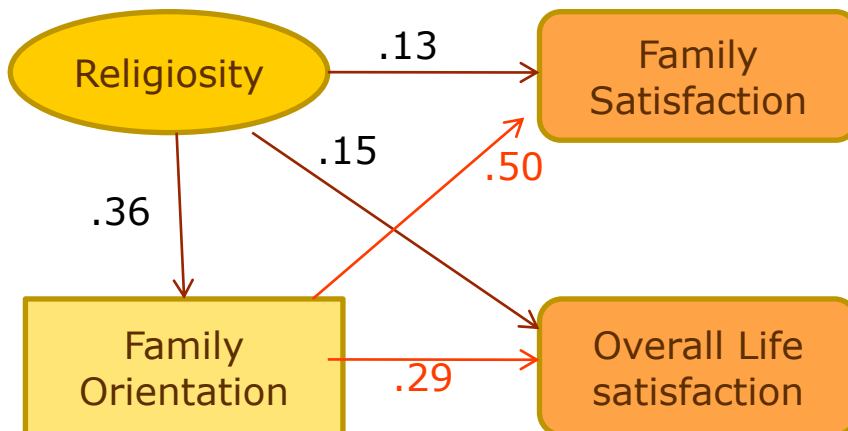 Religiosity
.13
Family
Satisfaction
.15
.50
.36
Family
Orientation
.29
Overall Life
satisfaction